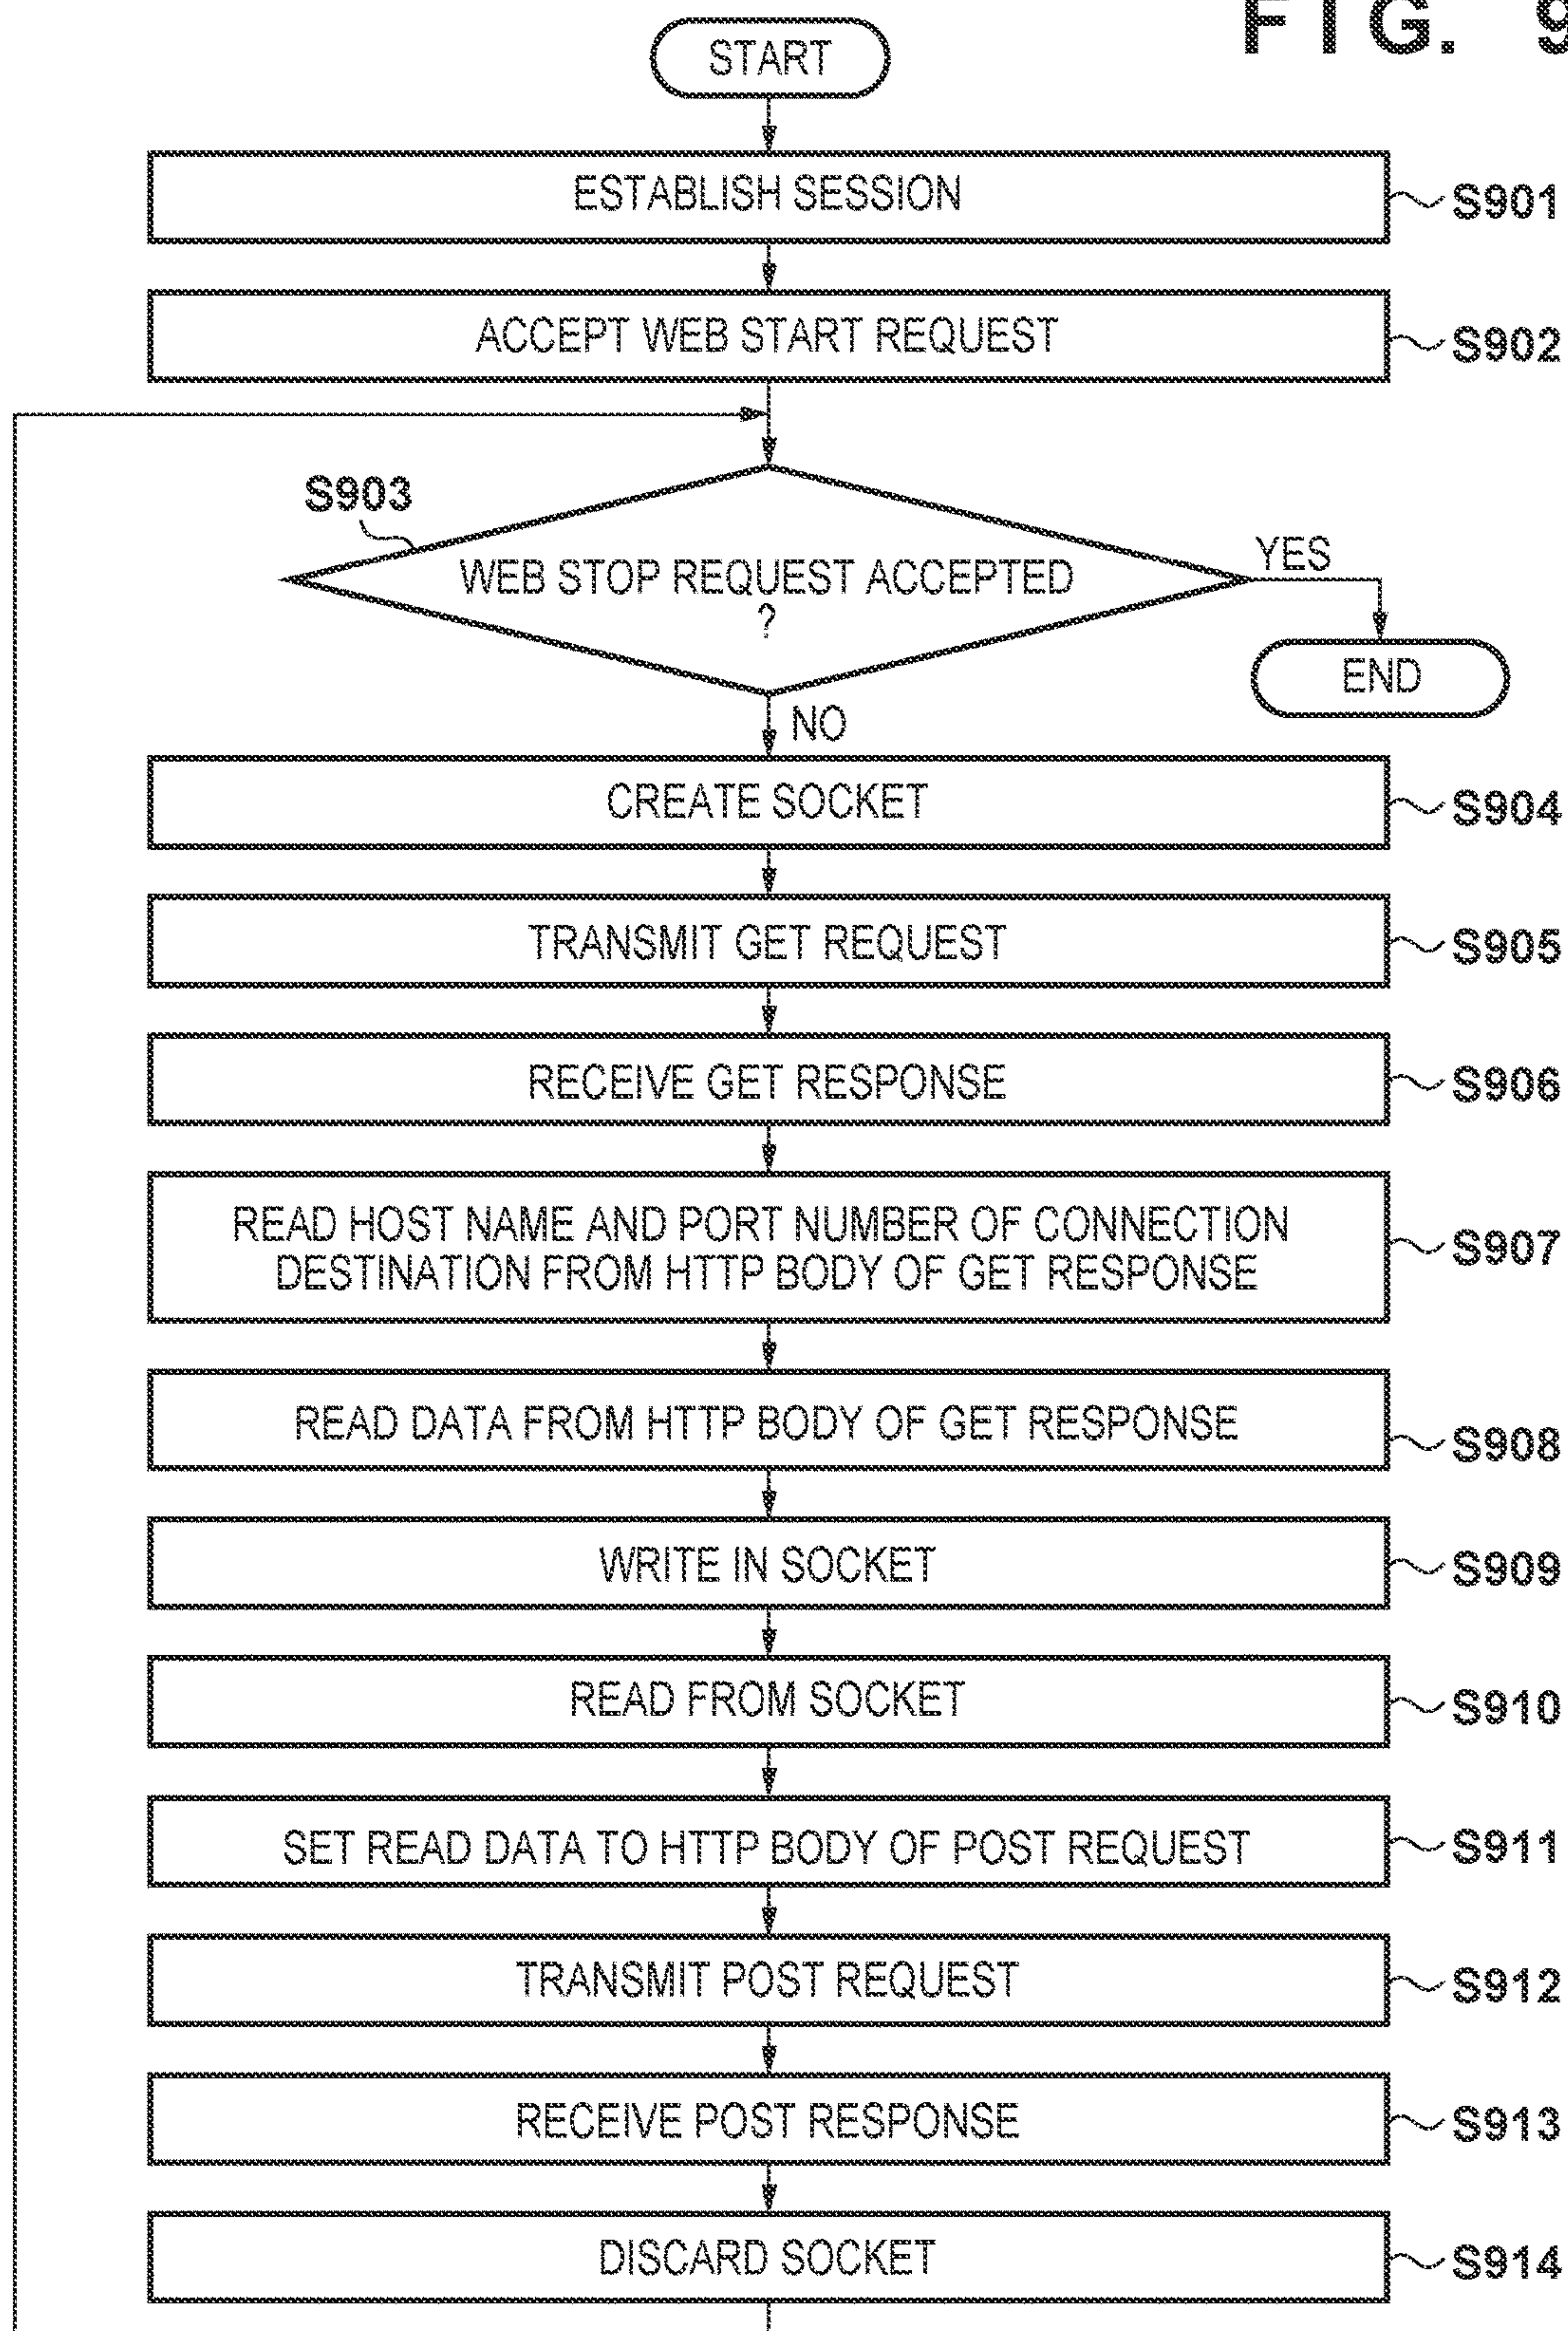 FIG. 9
START
ESTABLISH SESSION
S901
ACCEPT WEB START REQUEST
S902
S903
WEB STOP REQUEST ACCEPTED
?
YES
END
NO
CREATE SOCKET
S904
TRANSMIT GET REQUEST
S905
RECEIVE GET RESPONSE
S906
READ HOST NAME AND PORT NUMBER OF CONNECTION
DESTINATION FROM HTTP BODY OF GET RESPONSE
S907
READ DATA FROM HTTP BODY OF GET RESPONSE
S908
WRITE IN SOCKET
S909
READ FROM SOCKET
S910
SET READ DATA TO HTTP BODY OF POST REQUEST
S911
TRANSMIT POST REQUEST
S912
RECEIVE POST RESPONSE
S913
DISCARD SOCKET
S914